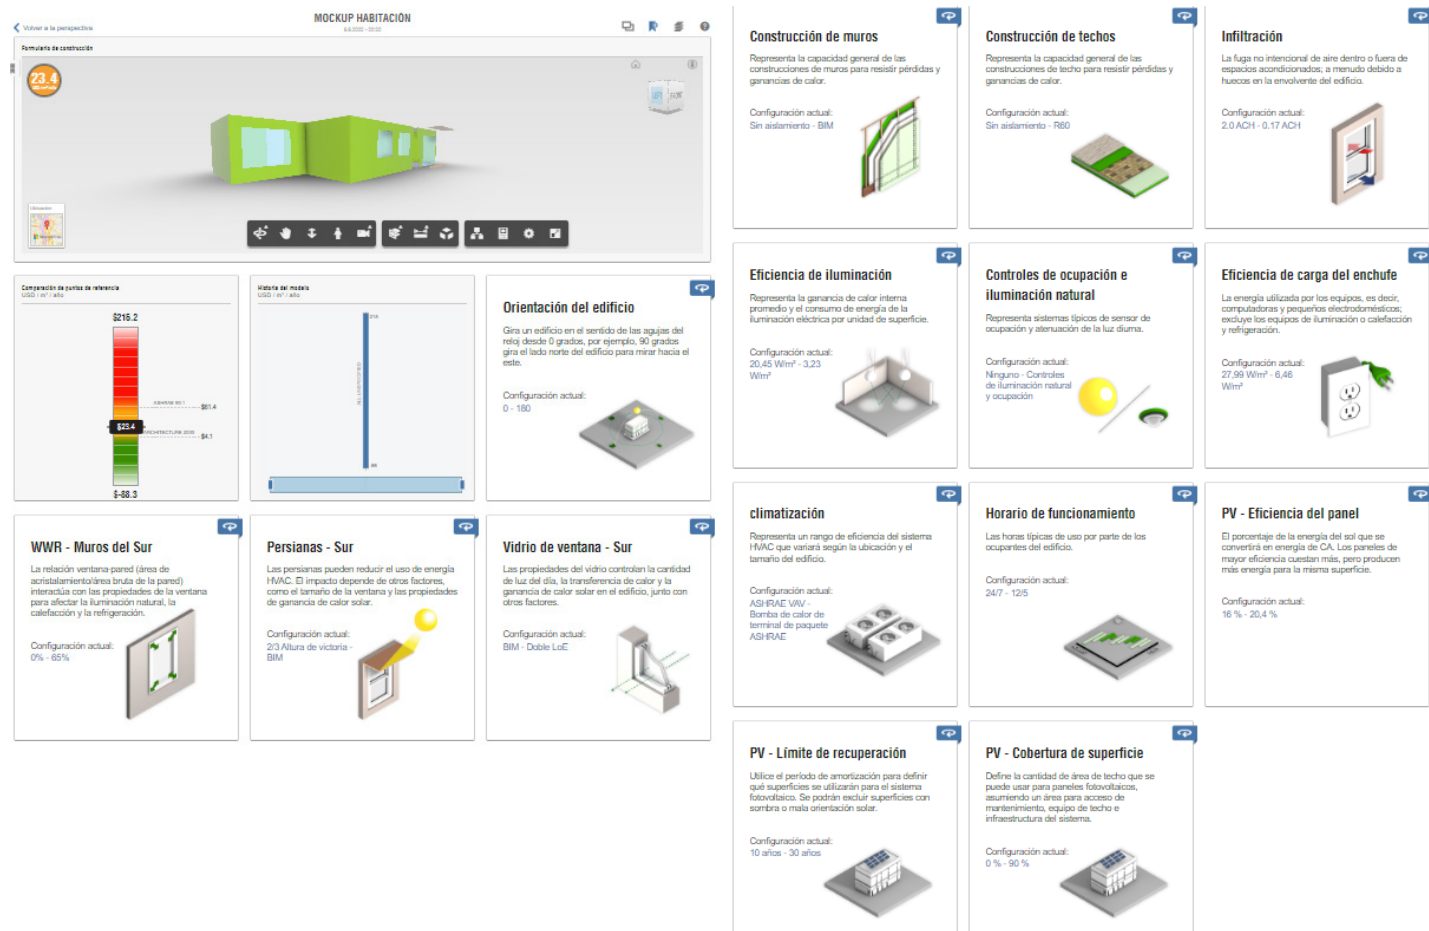 Volver a la perspectiva
MOCKUP HABITACIÓN
Formulario de construcción
23.4
Ubicación
Comparación de puntos de referencia
USD / m² / año
$215.2
ASHRAE 90.1
$61.4
$23.4
ARCHITECTURE 2030
$4.1
$-88.3
Historia del modelo
USD / m² / año
Orientación del edificio
Gira un edificio en el sentido de las agujas del
reloj desde 0 grados, por ejemplo, 90 grados
gira el lado norte del edificio para mirar hacia el
este.
Configuración actual:
0 - 180
WWR - Muros del Sur
La relación ventana-pared (área de
acristalamiento/área bruta de la pared)
interactúa con las propiedades de la ventana
para afectar la iluminación natural, la
calefacción y la refrigeración.
Configuración actual:
0% - 65%
Persianas - Sur
Las persianas pueden reducir el uso de energía
HVAC. El impacto depende de otros factores,
como el tamaño de la ventana y las propiedades
de ganancia de calor solar.
Configuración actual:
2/3 Altura de victoria -
BIM
Vidrio de ventana - Sur
Las propiedades del vidrio controlan la cantidad
de luz del día, la transferencia de calor y la
ganancia de calor solar en el edificio, junto con
otros factores.
Configuración actual:
BIM - Doble LoE
Construcción de muros
Representa la capacidad general de las
construcciones de muros para resistir pérdidas y
ganancias de calor.
Configuración actual:
Sin aislamiento - BIM
Construcción de techos
Representa la capacidad general de las
construcciones de techo para resistir pérdidas y
ganancias de calor.
Configuración actual:
Sin aislamiento - R60
Infiltración
La fuga no intencional de aire dentro o fuera de
espacios acondicionados; a menudo debido a
huecos en la envolvente del edificio.
Configuración actual:
2.0 ACH - 0.17 ACH
Eficiencia de iluminación
Representa la ganancia de calor interna
promedio y el consumo de energía de la
iluminación eléctrica por unidad de superficie.
Configuración actual:
20,45 W/m² - 3,23
W/m²
Controles de ocupación e
iluminación natural
Representa sistemas típicos de sensor de
ocupación y atenuación de la luz diurna.
Configuración actual:
Ninguno - Controles
de iluminación natural
y ocupación
Eficiencia de carga del enchufe
La energía utilizada por los equipos, es decir,
computadoras y pequeños electrodomésticos;
excluye los equipos de iluminación o calefacción
y refrigeración.
Configuración actual:
27,99 W/m² - 6,46
W/m²
climatización
Representa un rango de eficiencia del sistema
HVAC que variará según la ubicación y el
tamaño del edificio.
Configuración actual:
ASHRAE VAV -
Bomba de calor de
terminal de paquete
ASHRAE
Horario de funcionamiento
Las horas típicas de uso por parte de los
ocupantes del edificio.
Configuración actual:
24/7 - 12/5
PV - Eficiencia del panel
El porcentaje de la energía del sol que se
convertirá en energía de CA. Los paneles de
mayor eficiencia cuestan más, pero producen
más energía para la misma superficie.
Configuración actual:
16 % - 20,4 %
PV - Límite de recuperación
Utilice el período de amortización para definir
qué superficies se utilizarán para el sistema
fotovoltaico. Se podrán excluir superficies con
sombra o mala orientación solar.
Configuración actual:
10 años - 30 años
PV - Cobertura de superficie
Define la cantidad de área de techo que se
puede usar para paneles fotovoltaicos,
asumiendo un área para acceso de
mantenimiento, equipo de techo e
infraestructura del sistema.
Configuración actual:
0 % - 90 %